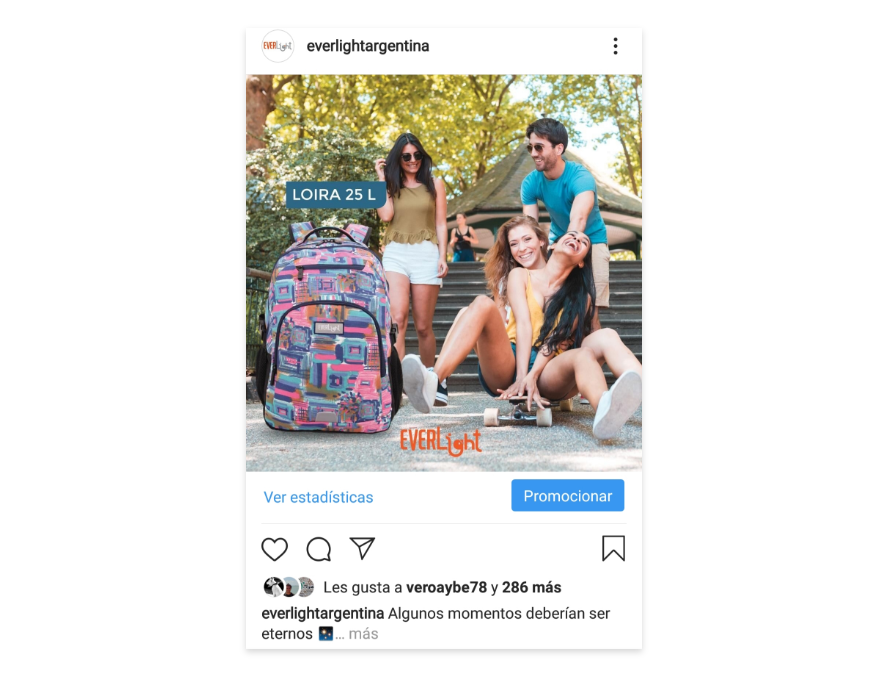 EVERLight
everlightargentina
LOIRA 25 L
EVERLight
EVERLight
Ver estadísticas
Promocionar
Les gusta a veroaybe78 y 286 más
everlightargentina Algunos momentos deberían ser
eternos 🎇... más